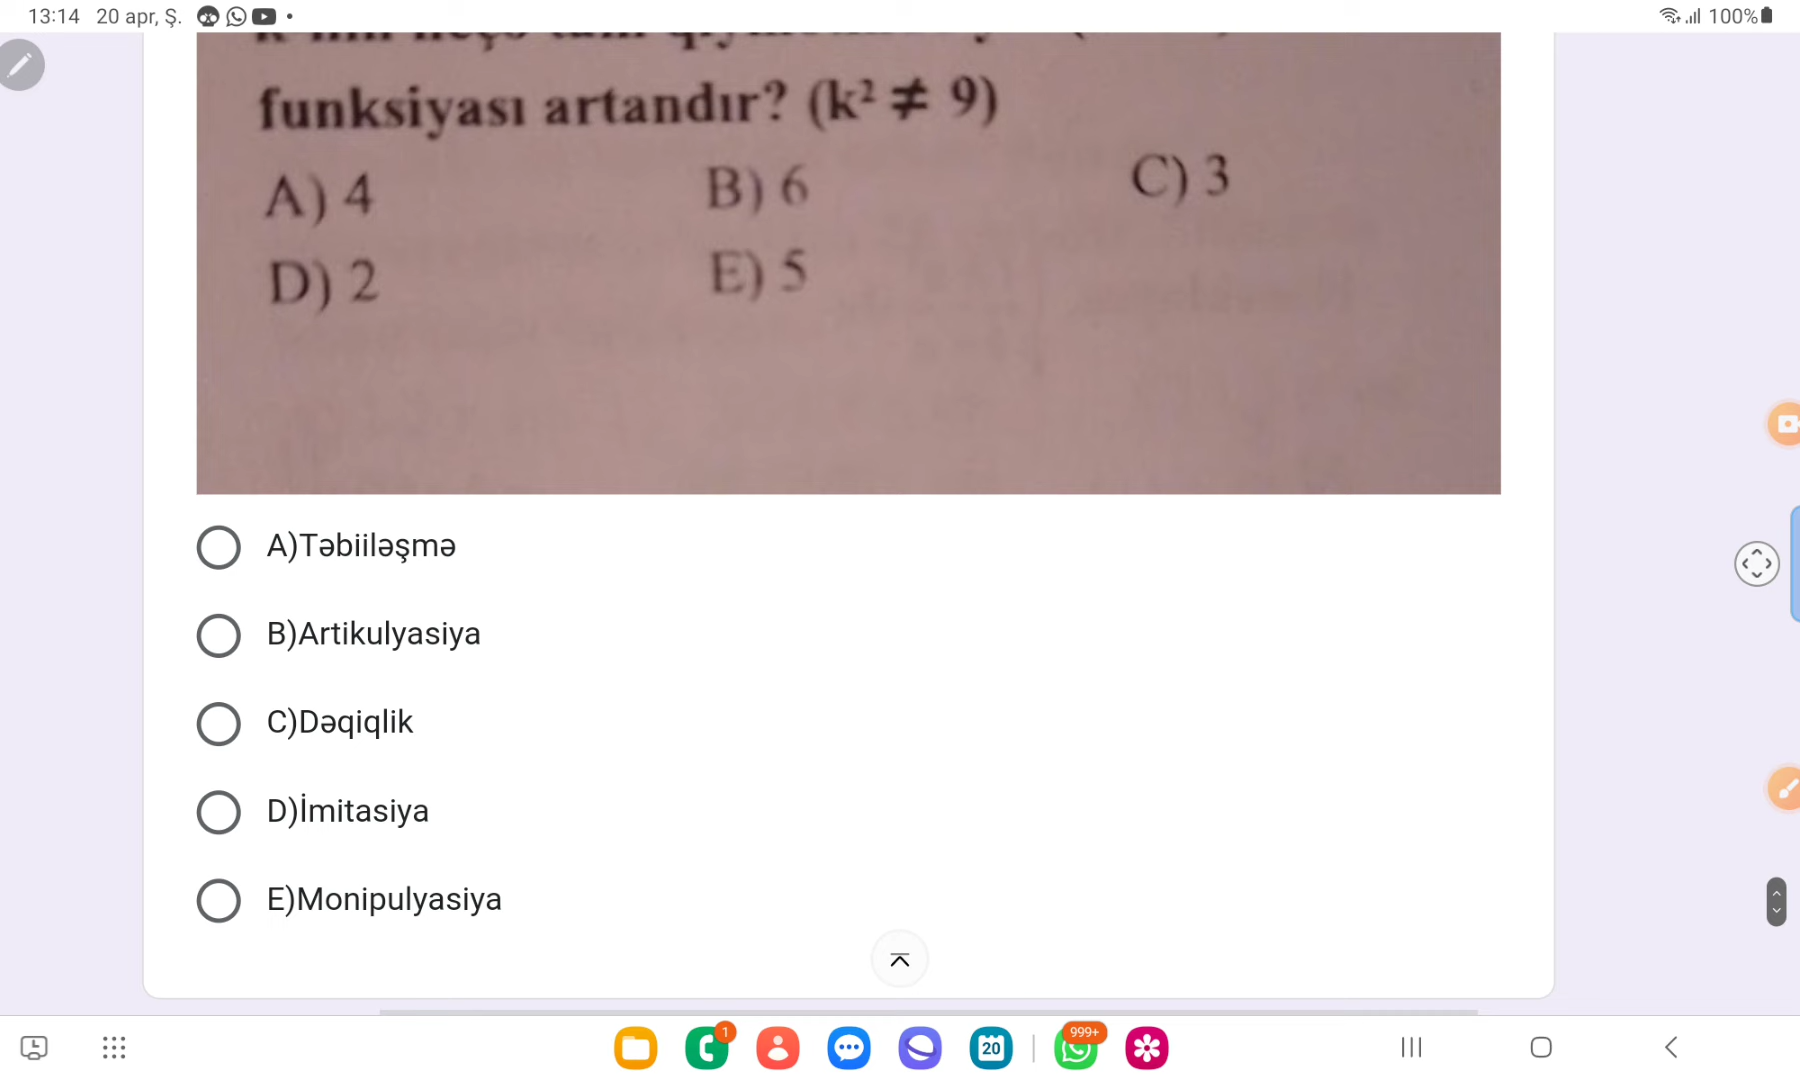 13:14 20 apr, Ş.
100%
funksiyası artandır? (k² ≠ 9)
A) 4 B) 6 C) 3
D) 2 E) 5
A)Təbiiləşmə
B)Artikulyasiya
C)Dəqiqlik
D)İmitasiya
E)Monipulyasiya
1
20
999+